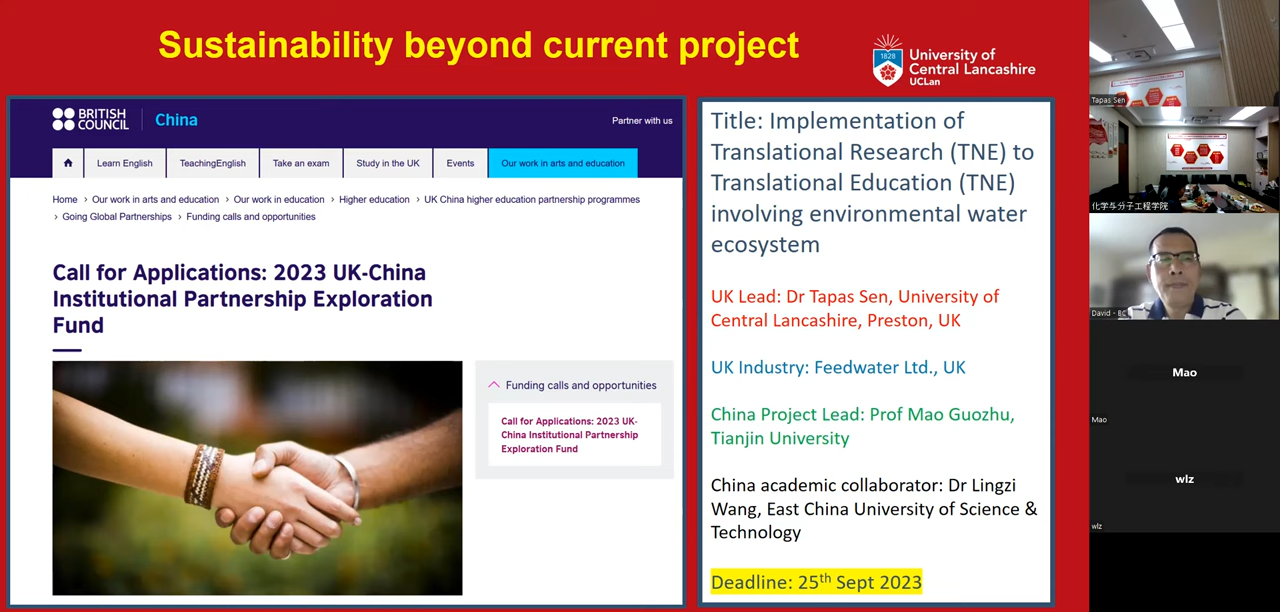 Sustainability beyond current project
1828
University of
Central Lancashire
UCLan
BRITISH
COUNCIL
China
Partner with us
Learn English
TeachingEnglish
Take an exam
Study in the UK
Events
Our work in arts and education
Home › Our work in arts and education › Our work in education › Higher education › UK China higher education partnership programmes
› Going Global Partnerships › Funding calls and opportunities
Call for Applications: 2023 UK-China
Institutional Partnership Exploration
Fund
Funding calls and opportunities
Call for Applications: 2023 UK-
China Institutional Partnership
Exploration Fund
Title: Implementation of
Translational Research (TNE) to
Translational Education (TNE)
involving environmental water
ecosystem
UK Lead: Dr Tapas Sen, University of
Central Lancashire, Preston, UK
UK Industry: Feedwater Ltd., UK
China Project Lead: Prof Mao Guozhu,
Tianjin University
China academic collaborator: Dr Lingzi
Wang, East China University of Science &
Technology
Deadline: 25th Sept 2023
Tapas Sen
化学与分子工程学院
David - BC
Mao
Mao
wlz
wlz